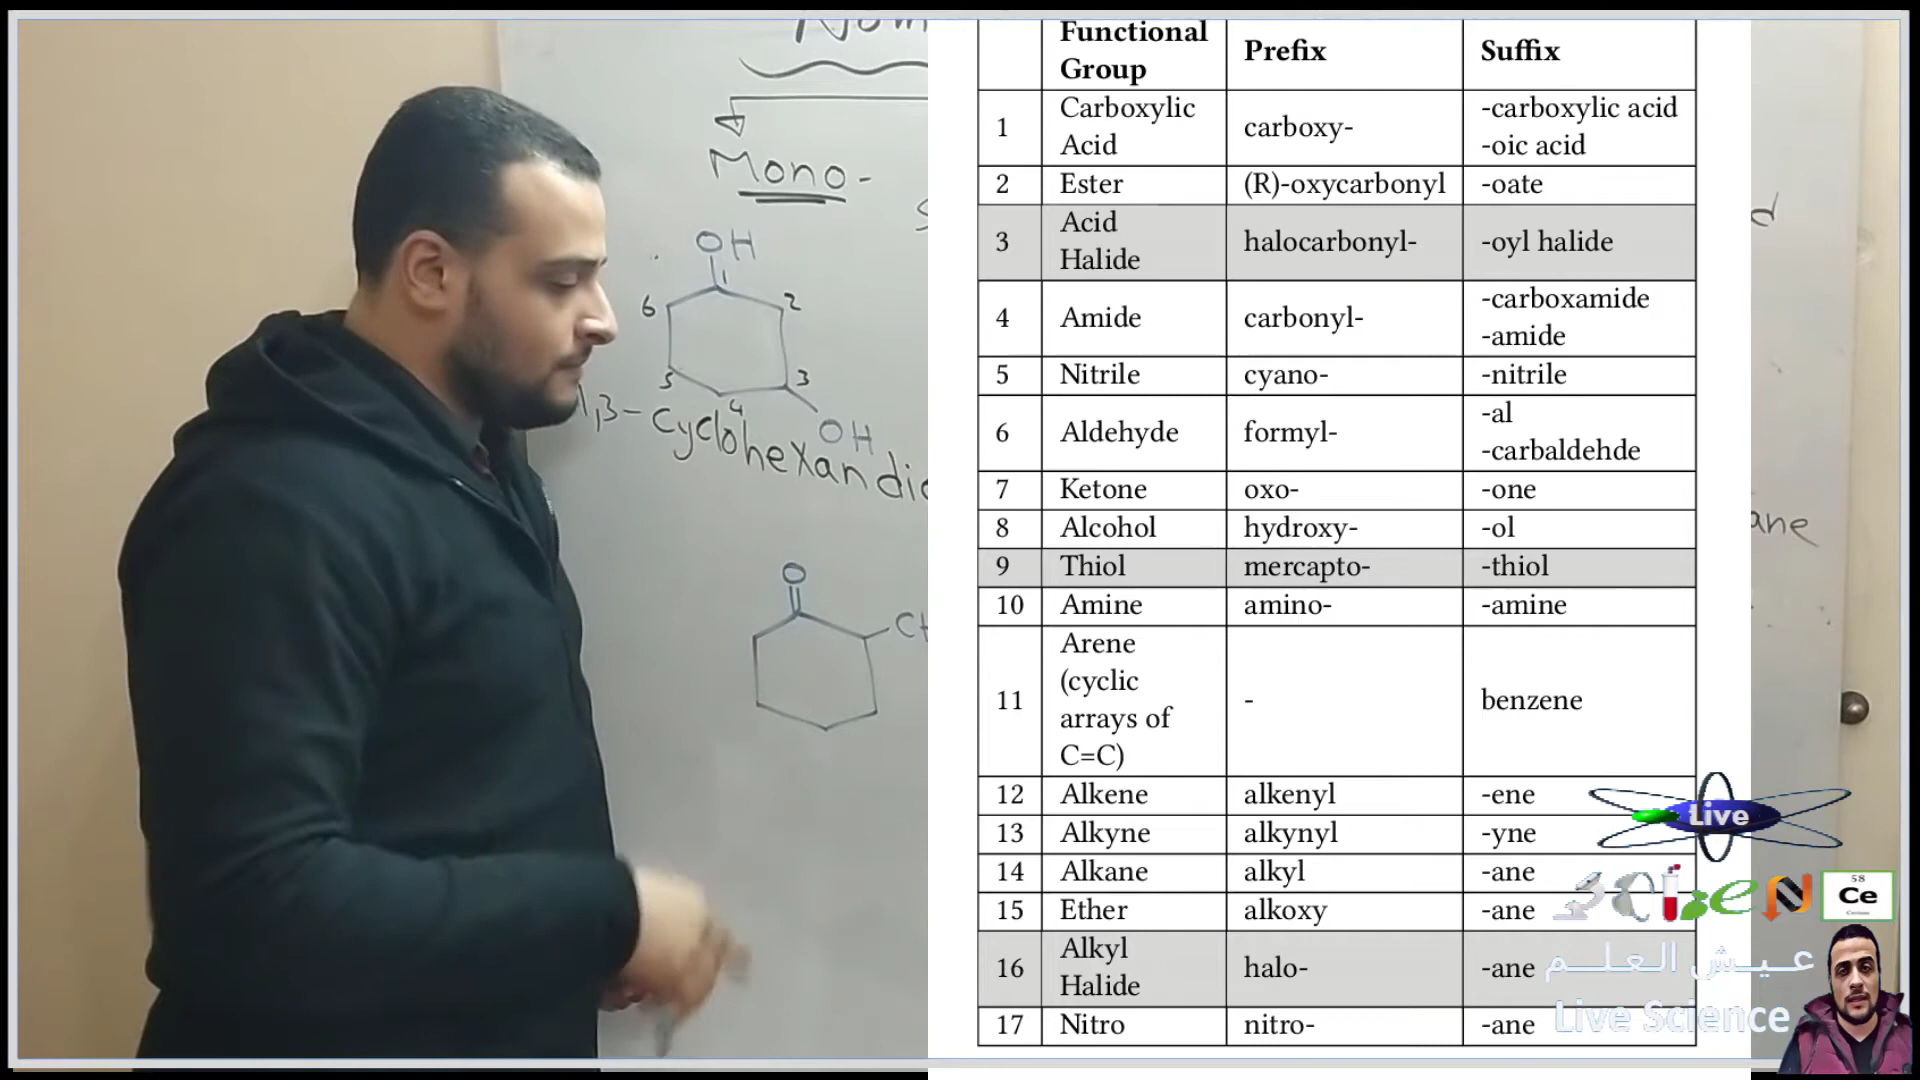 Mono-
OH
1
6
2
5
3
4
OH
1,3-Cyclohexandio
O
Functional Group
Prefix
Suffix
1
Carboxylic Acid
carboxy-
-carboxylic acid
-oic acid
2
Ester
(R)-oxycarbonyl
-oate
3
Acid Halide
halocarbonyl-
-oyl halide
4
Amide
carbonyl-
-carboxamide
-amide
5
Nitrile
cyano-
-nitrile
6
Aldehyde
formyl-
-al
-carbaldehde
7
Ketone
oxo-
-one
8
Alcohol
hydroxy-
-ol
9
Thiol
mercapto-
-thiol
10
Amine
amino-
-amine
11
Arene
(cyclic
arrays of
C=C)
-
benzene
12
Alkene
alkenyl
-ene
13
Alkyne
alkynyl
-yne
14
Alkane
alkyl
-ane
15
Ether
alkoxy
-ane
16
Alkyl Halide
halo-
-ane
17
Nitro
nitro-
-ane
ane
Live
58
Ce
عيش العلم
Live Science